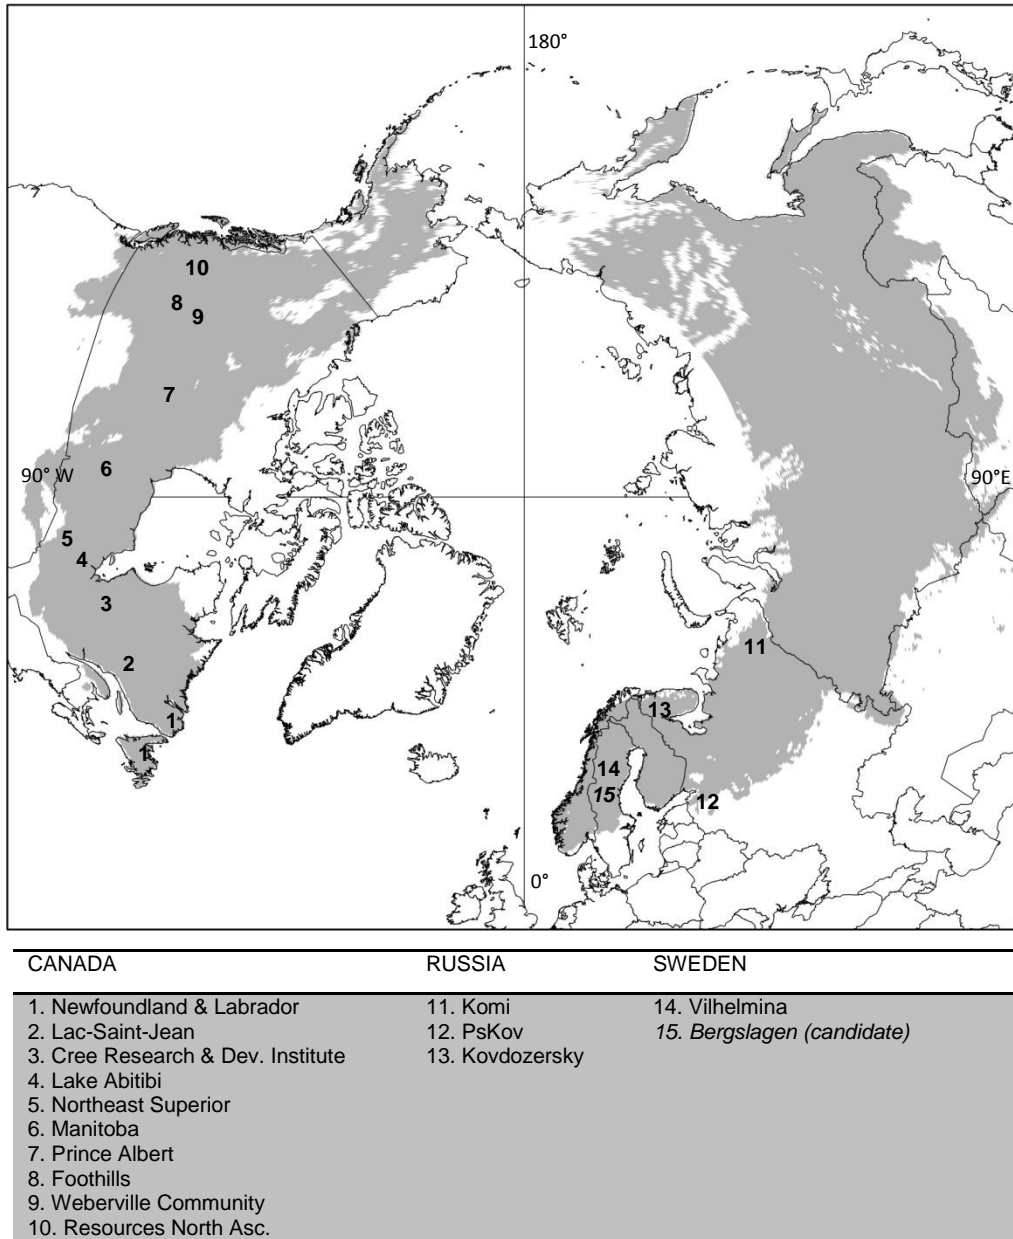 180°
10
8
9
7
90° W
6
90°E
5
4
3
2
11
1
13
1
14
15
12
0°
CANADA RUSSIA SWEDEN
1. Newfoundland & Labrador 11. Komi 14. Vilhelmina
2. Lac-Saint-Jean 12. PsKov 15. Bergslagen (candidate)
3. Cree Research & Dev. Institute 13. Kovdozersky
4. Lake Abitibi
5. Northeast Superior
6. Manitoba
7. Prince Albert
8. Foothills
9. Weberville Community
10. Resources North Asc.